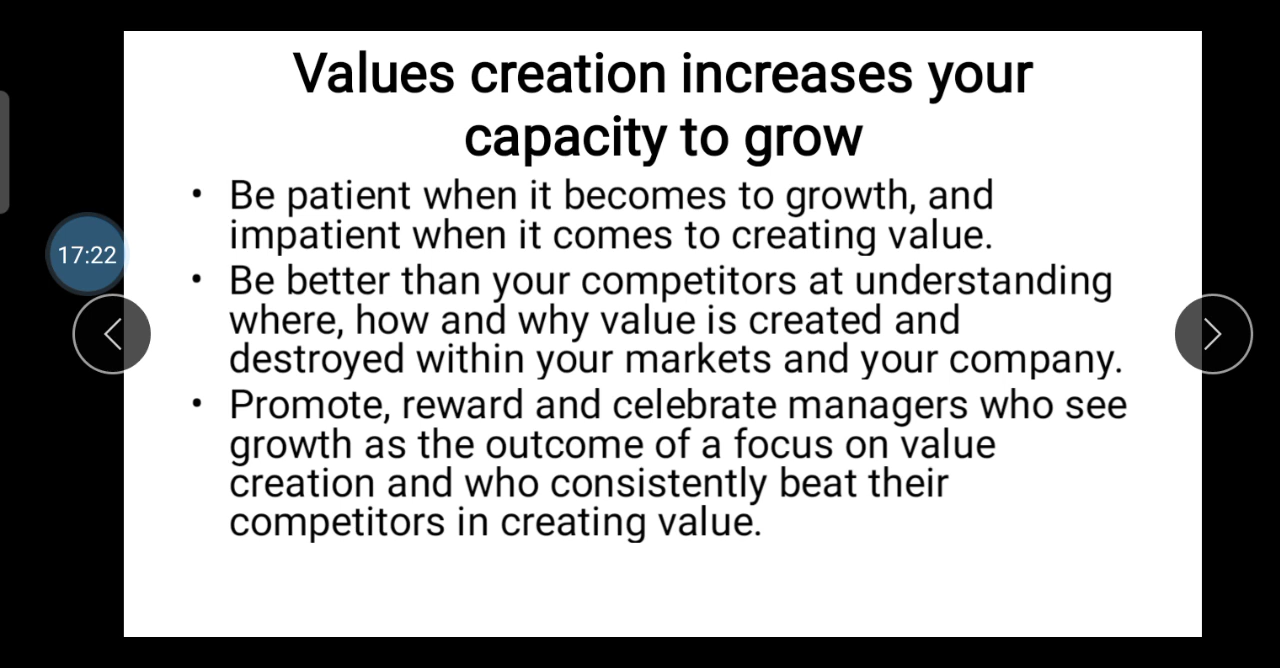 Values creation increases your
capacity to grow
• Be patient when it becomes to growth, and
impatient when it comes to creating value.
• Be better than your competitors at understanding
where, how and why value is created and
destroyed within your markets and your company.
• Promote, reward and celebrate managers who see
growth as the outcome of a focus on value
creation and who consistently beat their
competitors in creating value.
17:22